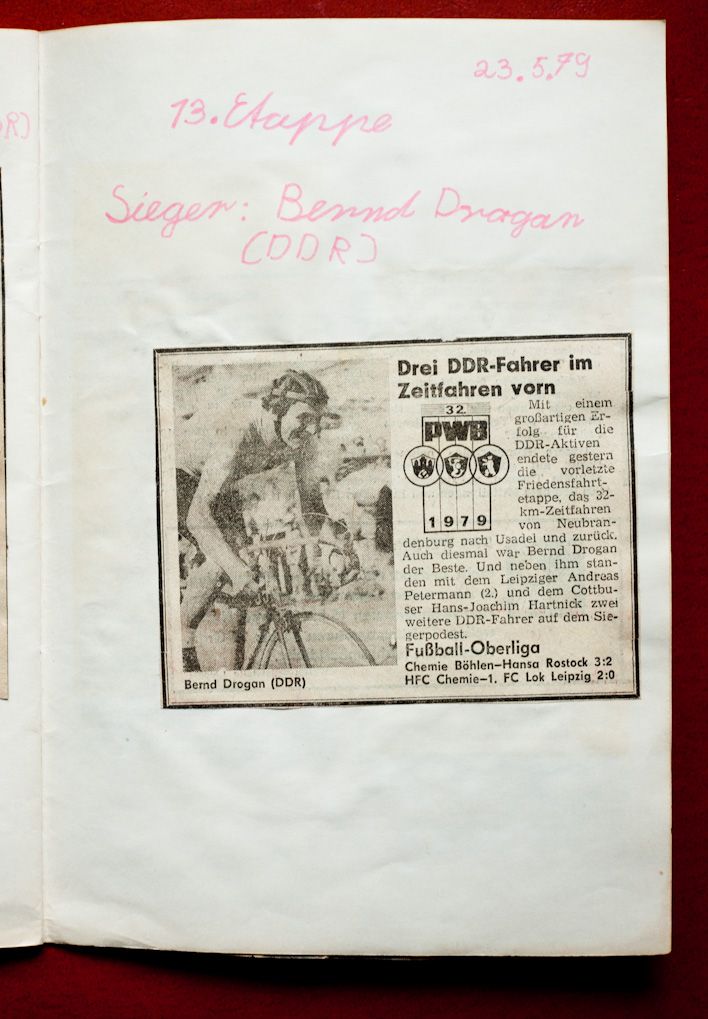 R)
23.5.79
13. Etappe
Sieger: Bernd Drogan
(DDR)
Drei DDR-Fahrer im
Zeitfahren vorn
32.
PWB
1979
Mit einem
großartigen Er-
folg für die
DDR-Aktiven
endete gestern
die vorletzte
Friedensfahrt-
etappe, das 32-
km-Zeitfahren
von Neubran-
denburg nach Usadel und zurück.
Auch diesmal war Bernd Drogan
der Beste. Und neben ihm stan-
den mit dem Leipziger Andreas
Petermann (2.) und dem Cottbu-
ser Hans-Joachim Hartnick zwei
weitere DDR-Fahrer auf dem Sie-
gerpodest.
Fußball-Oberliga
Chemie Böhlen–Hansa Rostock 3:2
HFC Chemie–1. FC Lok Leipzig 2:0
Bernd Drogan (DDR)